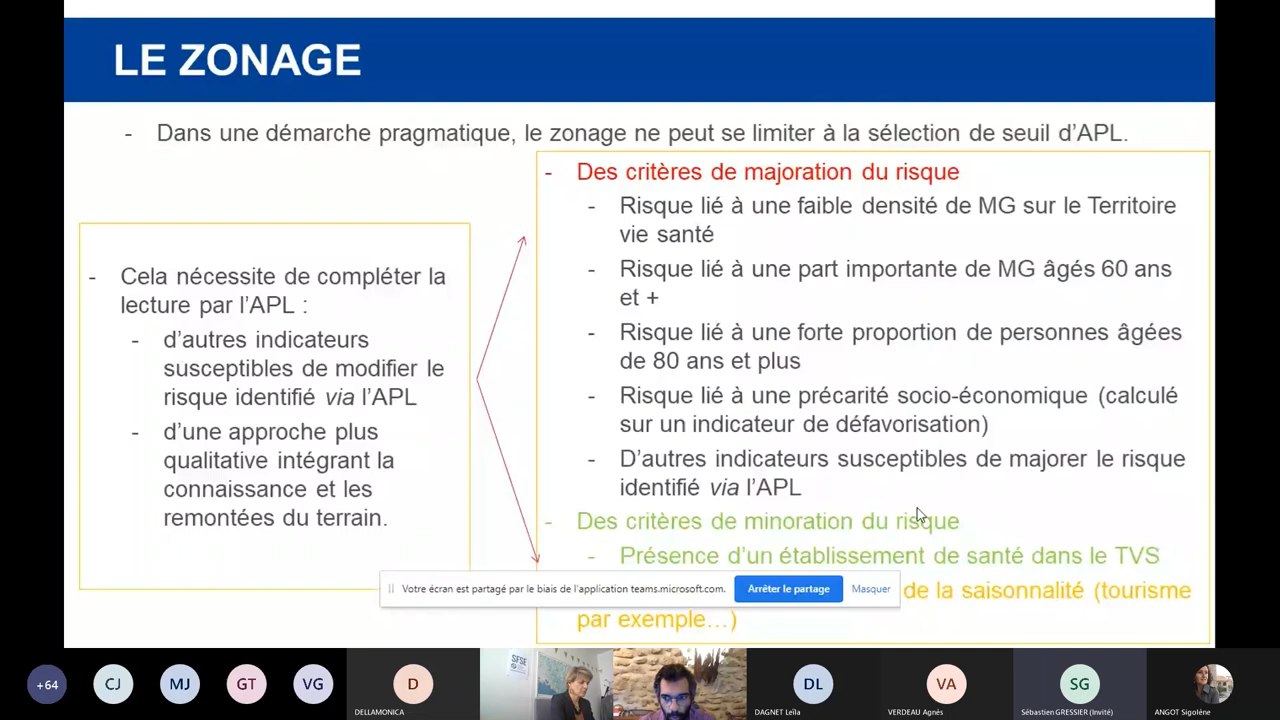 LE ZONAGE
- Dans une démarche pragmatique, le zonage ne peut se limiter à la sélection de seuil d'APL.
- Cela nécessite de compléter la
lecture par l'APL :
- d'autres indicateurs
susceptibles de modifier le
risque identifié via l'APL
- d'une approche plus
qualitative intégrant la
connaissance et les
remontées du terrain.
- Des critères de majoration du risque
- Risque lié à une faible densité de MG sur le Territoire
vie santé
- Risque lié à une part importante de MG âgés 60 ans
et +
- Risque lié à une forte proportion de personnes âgées
de 80 ans et plus
- Risque lié à une précarité socio-économique (calculé
sur un indicateur de défavorisation)
- D'autres indicateurs susceptibles de majorer le risque
identifié via l'APL
- Des critères de minoration du risque
- Présence d'un établissement de santé dans le TVS
de la saisonnalité (tourisme
par exemple…)
Votre écran est partagé par le biais de l'application teams.microsoft.com.
Arrêter le partage
Masquer
+64
CJ
MJ
GT
VG
D
DELLAMONICA
SFSE
DL
DAGNET Leïla
VA
VERDEAU Agnès
SG
Sébastien GRESSIER (Invité)
ANGOT Sigolène